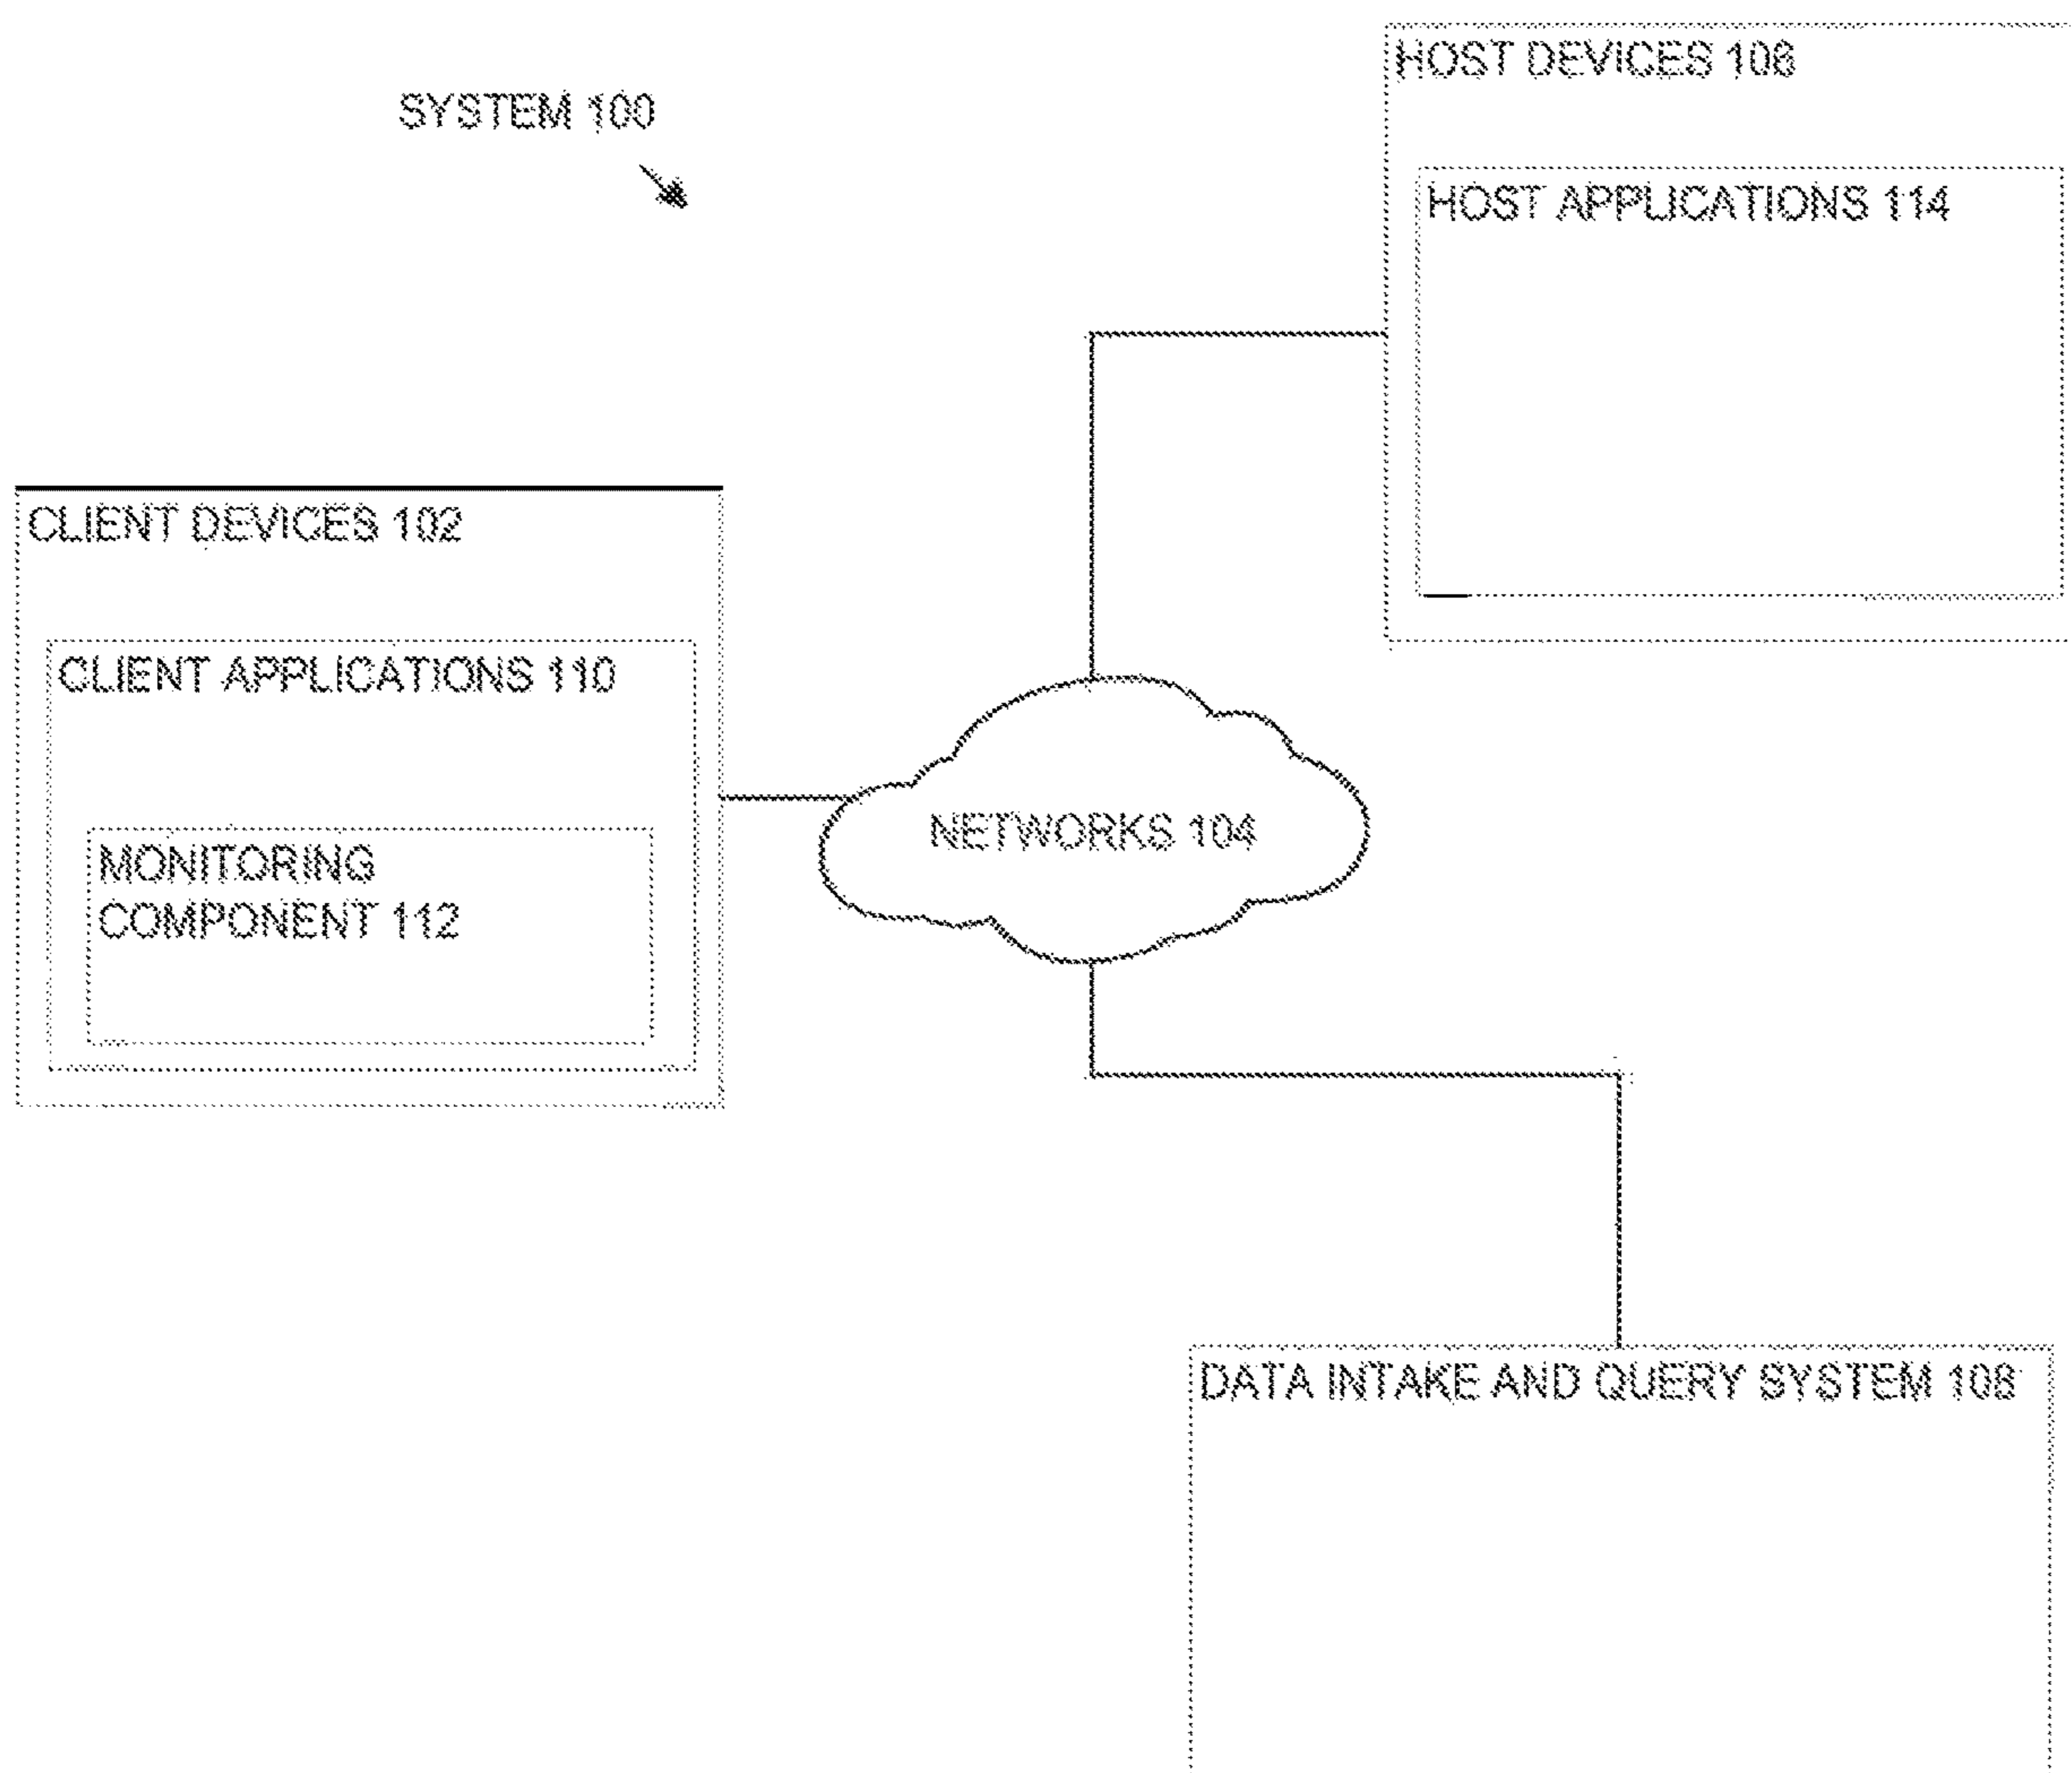 SYSTEM 100
HOST DEVICES 106
HOST APPLICATIONS 114
CLIENT DEVICES 102
CLIENT APPLICATIONS 110
MONITORING
COMPONENT 112
NETWORKS 104
DATA INTAKE AND QUERY SYSTEM 108